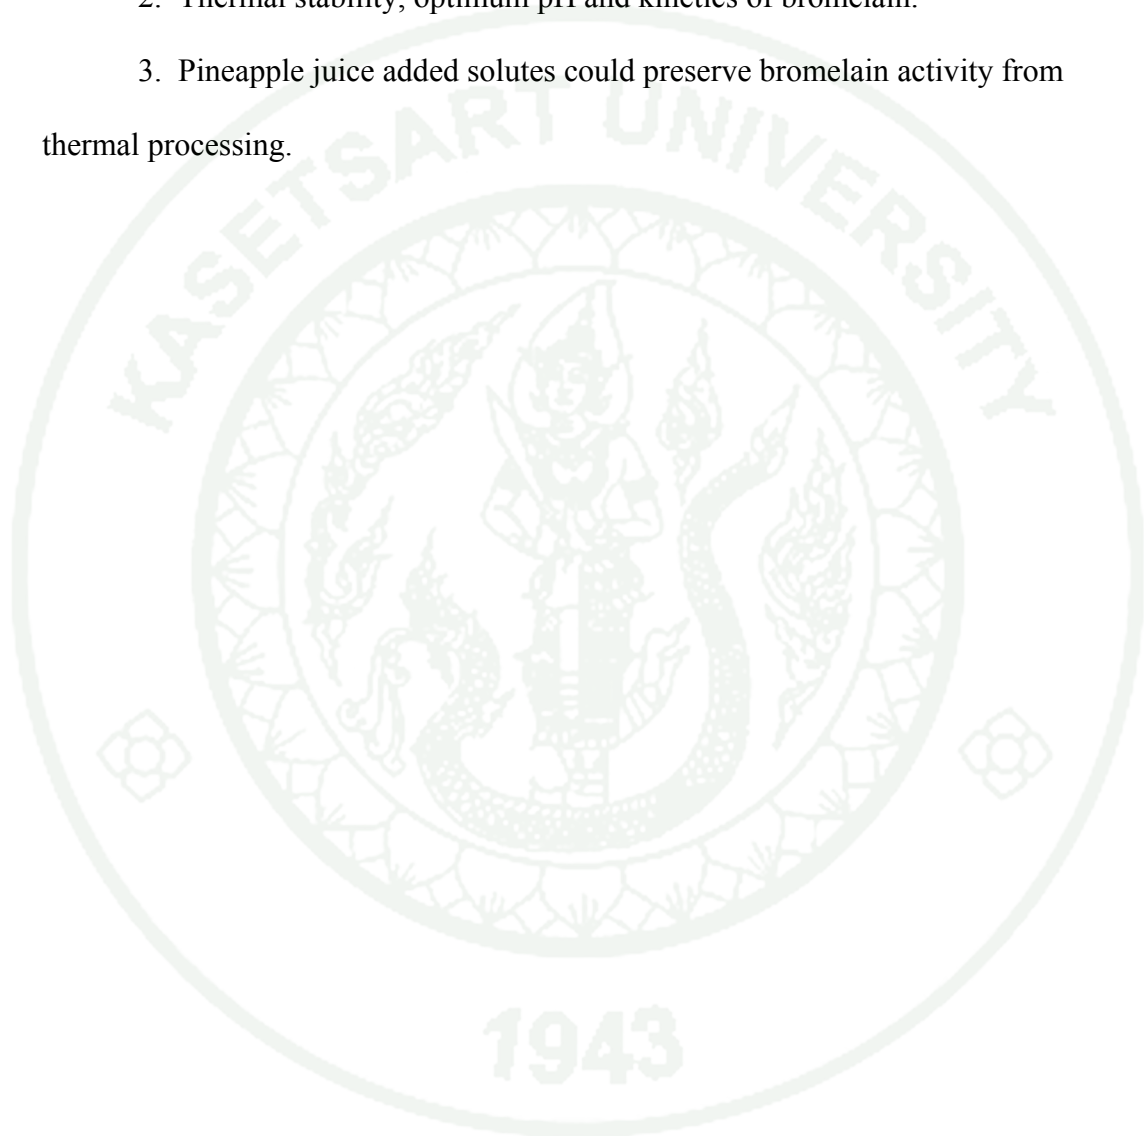 2. Thermal stability, optimum pH and kinetics of bromelain.
3. Pineapple juice added solutes could preserve bromelain activity from
thermal processing.
KASETSART UNIVERSITY
1943